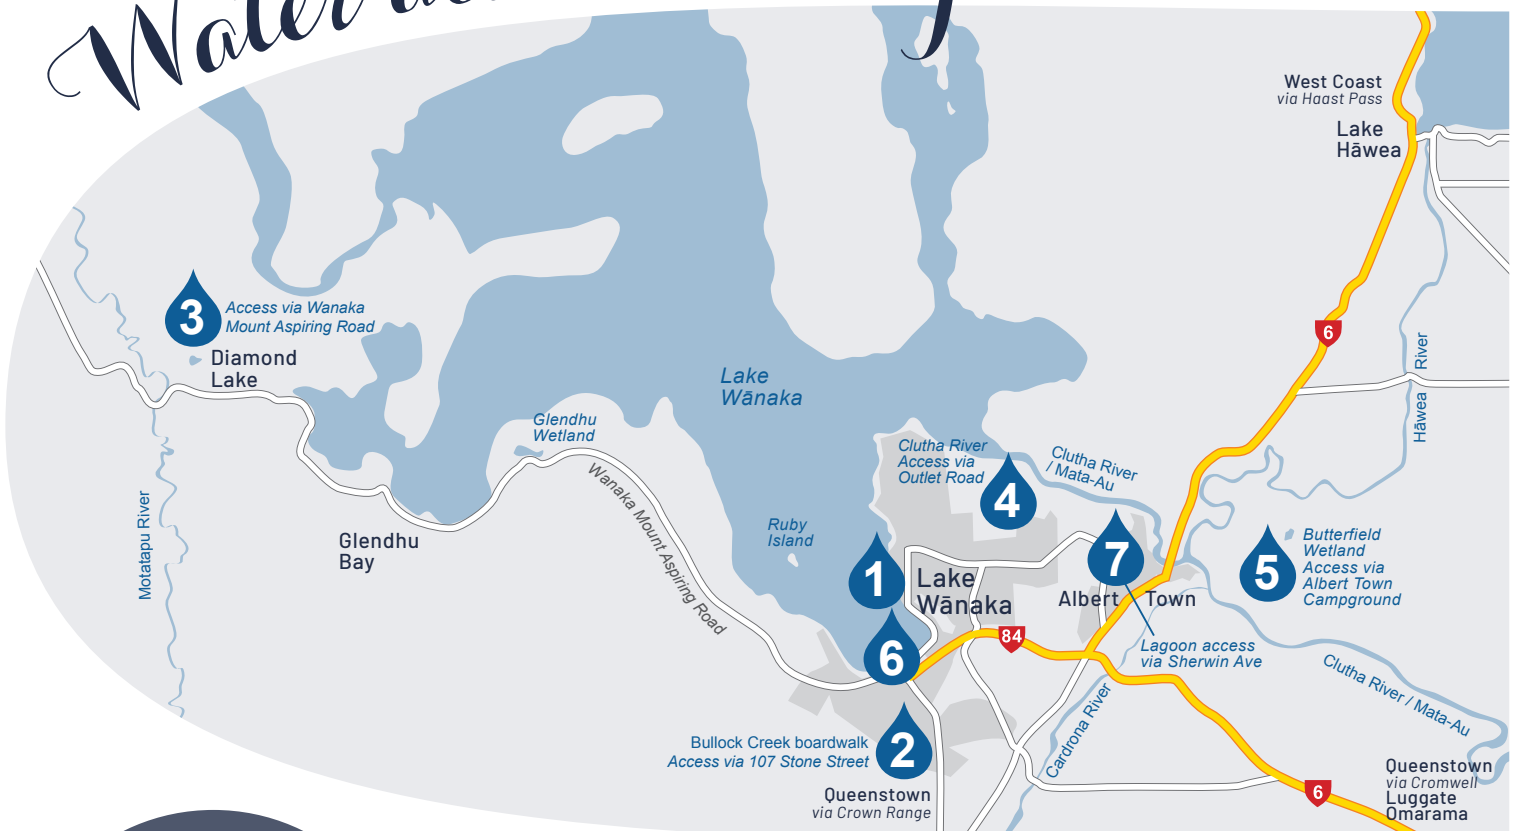 West Coast
via Haast Pass
Lake
Hāwea
3
Access via Wanaka
Mount Aspiring Road
Diamond
Lake
6
Hāwea River
Lake
Wānaka
Glendhu
Wetland
Clutha River
Access via
Outlet Road
4
Clutha River
/ Mata-Au
Wanaka Mount Aspiring Road
Motatapu River
Glendhu
Bay
Ruby
Island
1
Lake
Wānaka
7
Albert Town
5
Butterfield
Wetland
Access via
Albert Town
Campground
6
84
Lagoon access
via Sherwin Ave
Clutha River / Mata-Au
Cardrona River
Bullock Creek boardwalk
Access via 107 Stone Street
2
Queenstown
via Crown Range
6
Queenstown
via Cromwell
Luggate
Omarama